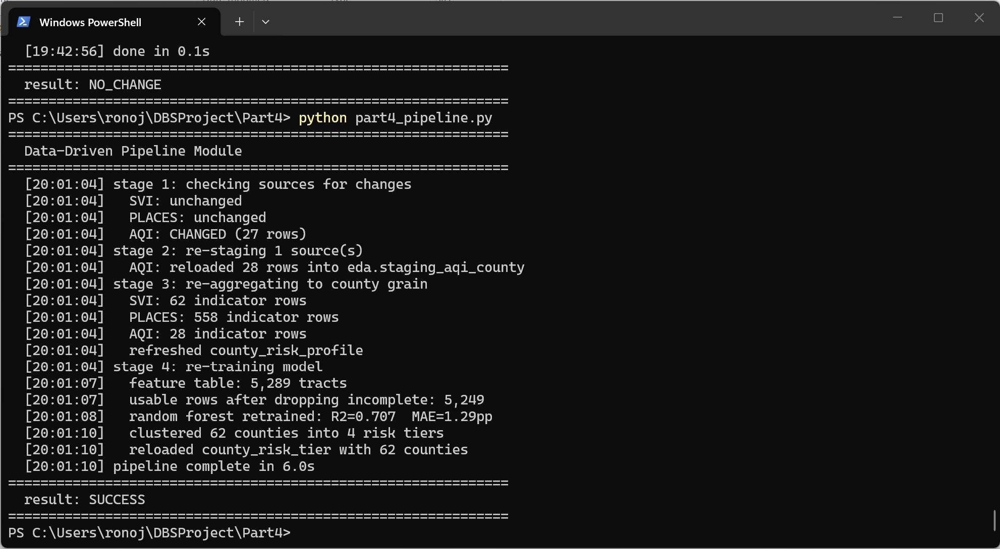 Windows PowerShell
[19:42:56] done in 0.1s
==============================================================
result: NO_CHANGE
==============================================================
PS C:\Users\ronoj\DBSProject\Part4> python part4_pipeline.py
==============================================================
Data-Driven Pipeline Module
==============================================================
[20:01:04] stage 1: checking sources for changes
[20:01:04]   SVI: unchanged
[20:01:04]   PLACES: unchanged
[20:01:04]   AQI: CHANGED (27 rows)
[20:01:04] stage 2: re-staging 1 source(s)
[20:01:04]   AQI: reloaded 28 rows into eda.staging_aqi_county
[20:01:04] stage 3: re-aggregating to county grain
[20:01:04]   SVI: 62 indicator rows
[20:01:04]   PLACES: 558 indicator rows
[20:01:04]   AQI: 28 indicator rows
[20:01:04]   refreshed county_risk_profile
[20:01:04] stage 4: re-training model
[20:01:07]   feature table: 5,289 tracts
[20:01:07]   usable rows after dropping incomplete: 5,249
[20:01:08]   random forest retrained: R2=0.707  MAE=1.29pp
[20:01:10]   clustered 62 counties into 4 risk tiers
[20:01:10]   reloaded county_risk_tier with 62 counties
[20:01:10] pipeline complete in 6.0s
==============================================================
result: SUCCESS
==============================================================
PS C:\Users\ronoj\DBSProject\Part4>